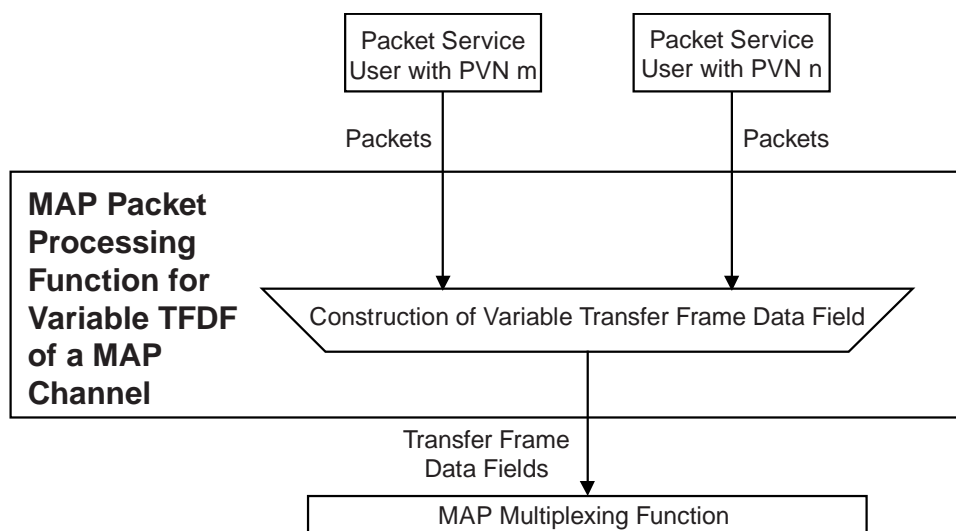 Packet Service
User with PVN m
Packet Service
User with PVN n
Packets
Packets
MAP Packet
Processing
Function for
Variable TFDF
of a MAP
Channel
Construction of Variable Transfer Frame Data Field
Transfer Frame
Data Fields
MAP Multiplexing Function